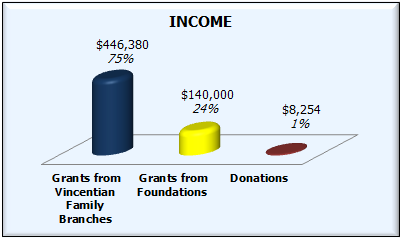 INCOME
$446,380
75%
$140,000
24%
$8,254
1%
Grants from
Vincentian
Family
Branches
Grants from
Foundations
Donations